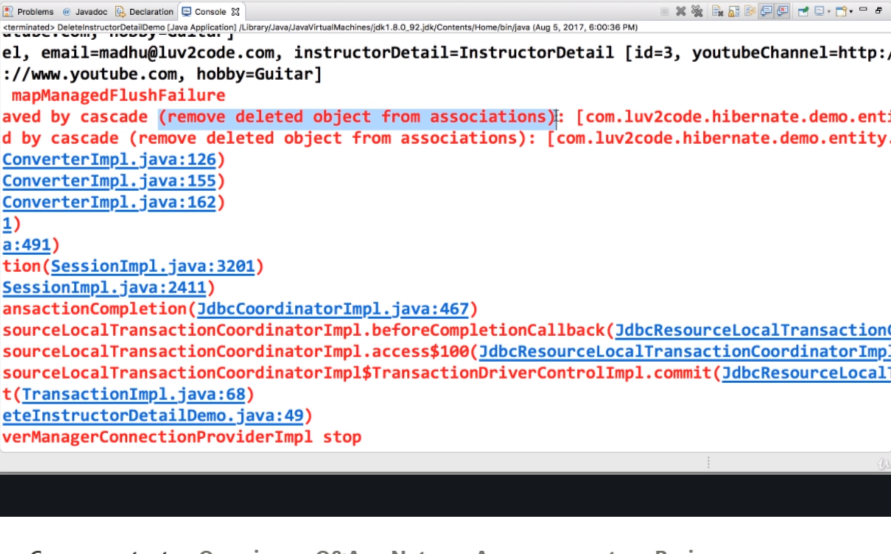 Problems @ Javadoc Declaration Console
<terminated> DeleteInstructorDetailDemo [Java Application] /Library/Java/JavaVirtualMachines/jdk1.8.0_92.jdk/Contents/Home/bin/java (Aug 5, 2017, 6:00:36 PM)
el, email=madhu@luv2code.com, instructorDetail=InstructorDetail [id=3, youtubeChannel=http:/
://www.youtube.com, hobby=Guitar]
mapManagedFlushFailure
aved by cascade (remove deleted object from associations): [com.luv2code.hibernate.demo.enti
d by cascade (remove deleted object from associations): [com.luv2code.hibernate.demo.entity.
ConverterImpl.java:126)
ConverterImpl.java:155)
ConverterImpl.java:162)
1)
a:491)
tion(SessionImpl.java:3201)
SessionImpl.java:2411)
ansactionCompletion(JdbcCoordinatorImpl.java:467)
sourceLocalTransactionCoordinatorImpl.beforeCompletionCallback(JdbcResourceLocalTransaction
sourceLocalTransactionCoordinatorImpl.access$100(JdbcResourceLocalTransactionCoordinatorImpl
sourceLocalTransactionCoordinatorImpl$TransactionDriverControlImpl.commit(JdbcResourceLocalT
t(TransactionImpl.java:68)
eteInstructorDetailDemo.java:49)
verManagerConnectionProviderImpl stop